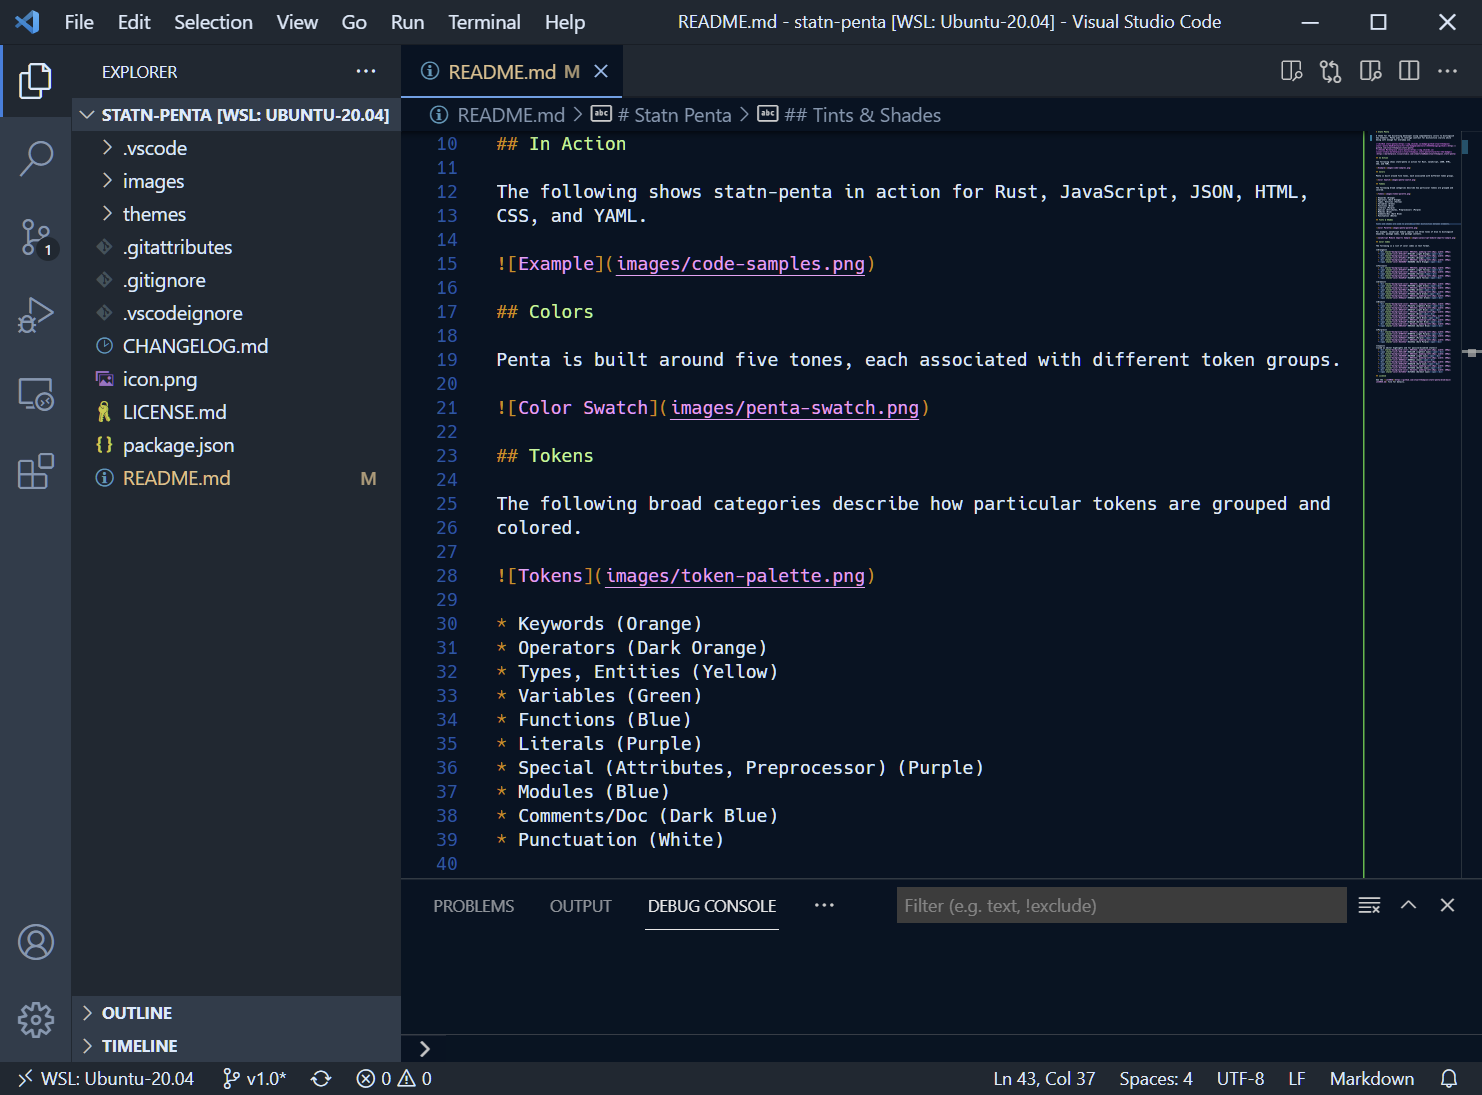 File Edit Selection View Go Run Terminal Help README.md - statn-penta [WSL: Ubuntu-20.04] - Visual Studio Code
EXPLORER
STATN-PENTA [WSL: UBUNTU-20.04]
.vscode
images
themes
.gitattributes
.gitignore
.vscodeignore
CHANGELOG.md
icon.png
LICENSE.md
package.json
README.md M
1
OUTLINE
TIMELINE
README.md M
README.md > # Statn Penta > ## Tints & Shades
10 ## In Action
11
12 The following shows statn-penta in action for Rust, JavaScript, JSON, HTML,
13 CSS, and YAML.
14
15 ![Example](images/code-samples.png)
16
17 ## Colors
18
19 Penta is built around five tones, each associated with different token groups.
20
21 ![Color Swatch](images/penta-swatch.png)
22
23 ## Tokens
24
25 The following broad categories describe how particular tokens are grouped and
26 colored.
27
28 ![Tokens](images/token-palette.png)
29
30 * Keywords (Orange)
31 * Operators (Dark Orange)
32 * Types, Entities (Yellow)
33 * Variables (Green)
34 * Functions (Blue)
35 * Literals (Purple)
36 * Special (Attributes, Preprocessor) (Purple)
37 * Modules (Blue)
38 * Comments/Doc (Dark Blue)
39 * Punctuation (White)
40
PROBLEMS OUTPUT DEBUG CONSOLE Filter (e.g. text, !exclude)
WSL: Ubuntu-20.04 v1.0* 0 0 Ln 43, Col 37 Spaces: 4 UTF-8 LF Markdown